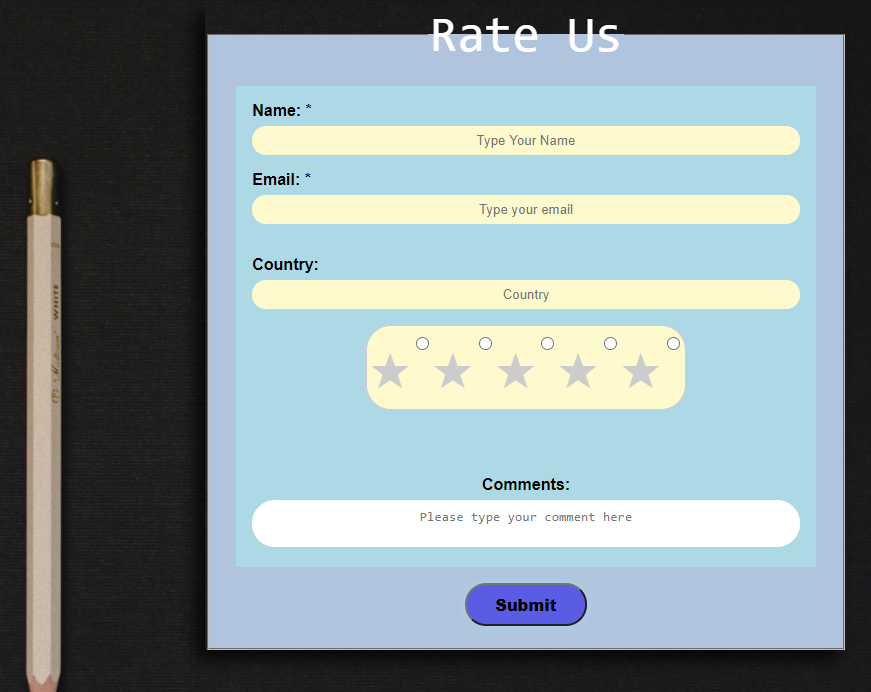 Rate Us
Name: *
Type Your Name
Email: *
Type your email
Country:
Country
Comments:
Please type your comment here
Submit
WHITE